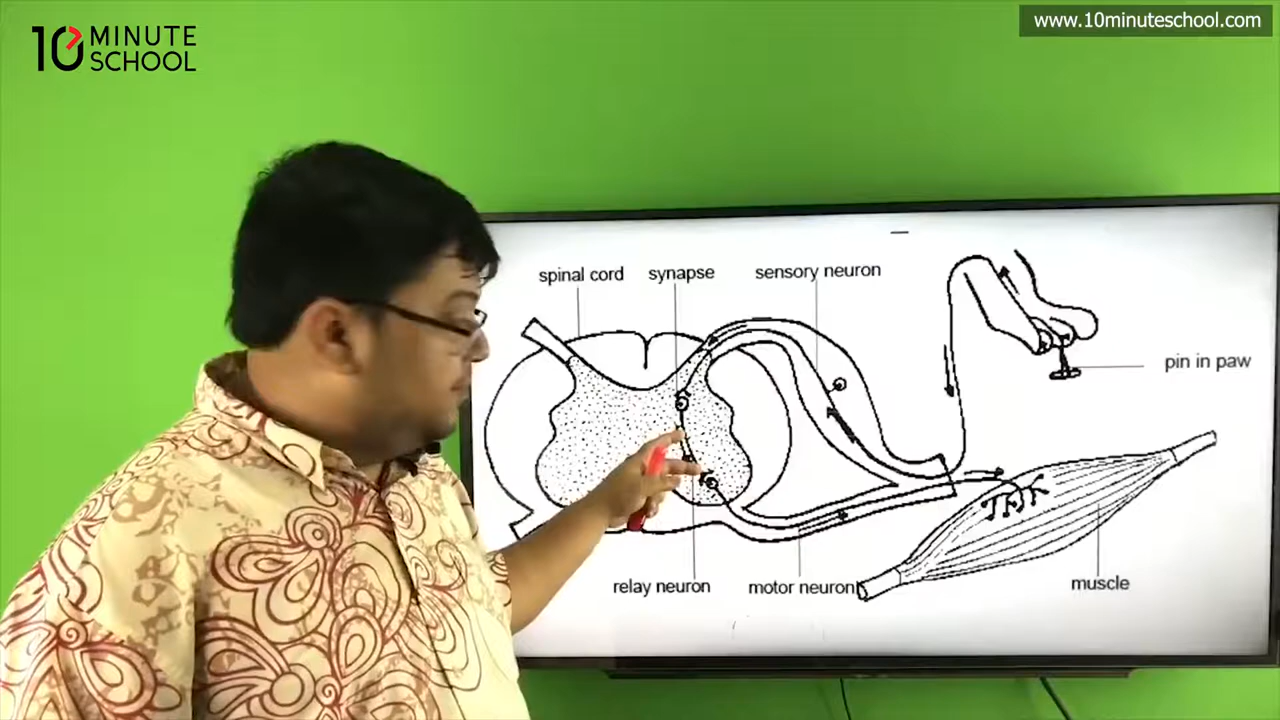 10 MINUTE
SCHOOL
www.10minuteschool.com
spinal cord
synapse
sensory neuron
pin in paw
relay neuron
motor neuron
muscle